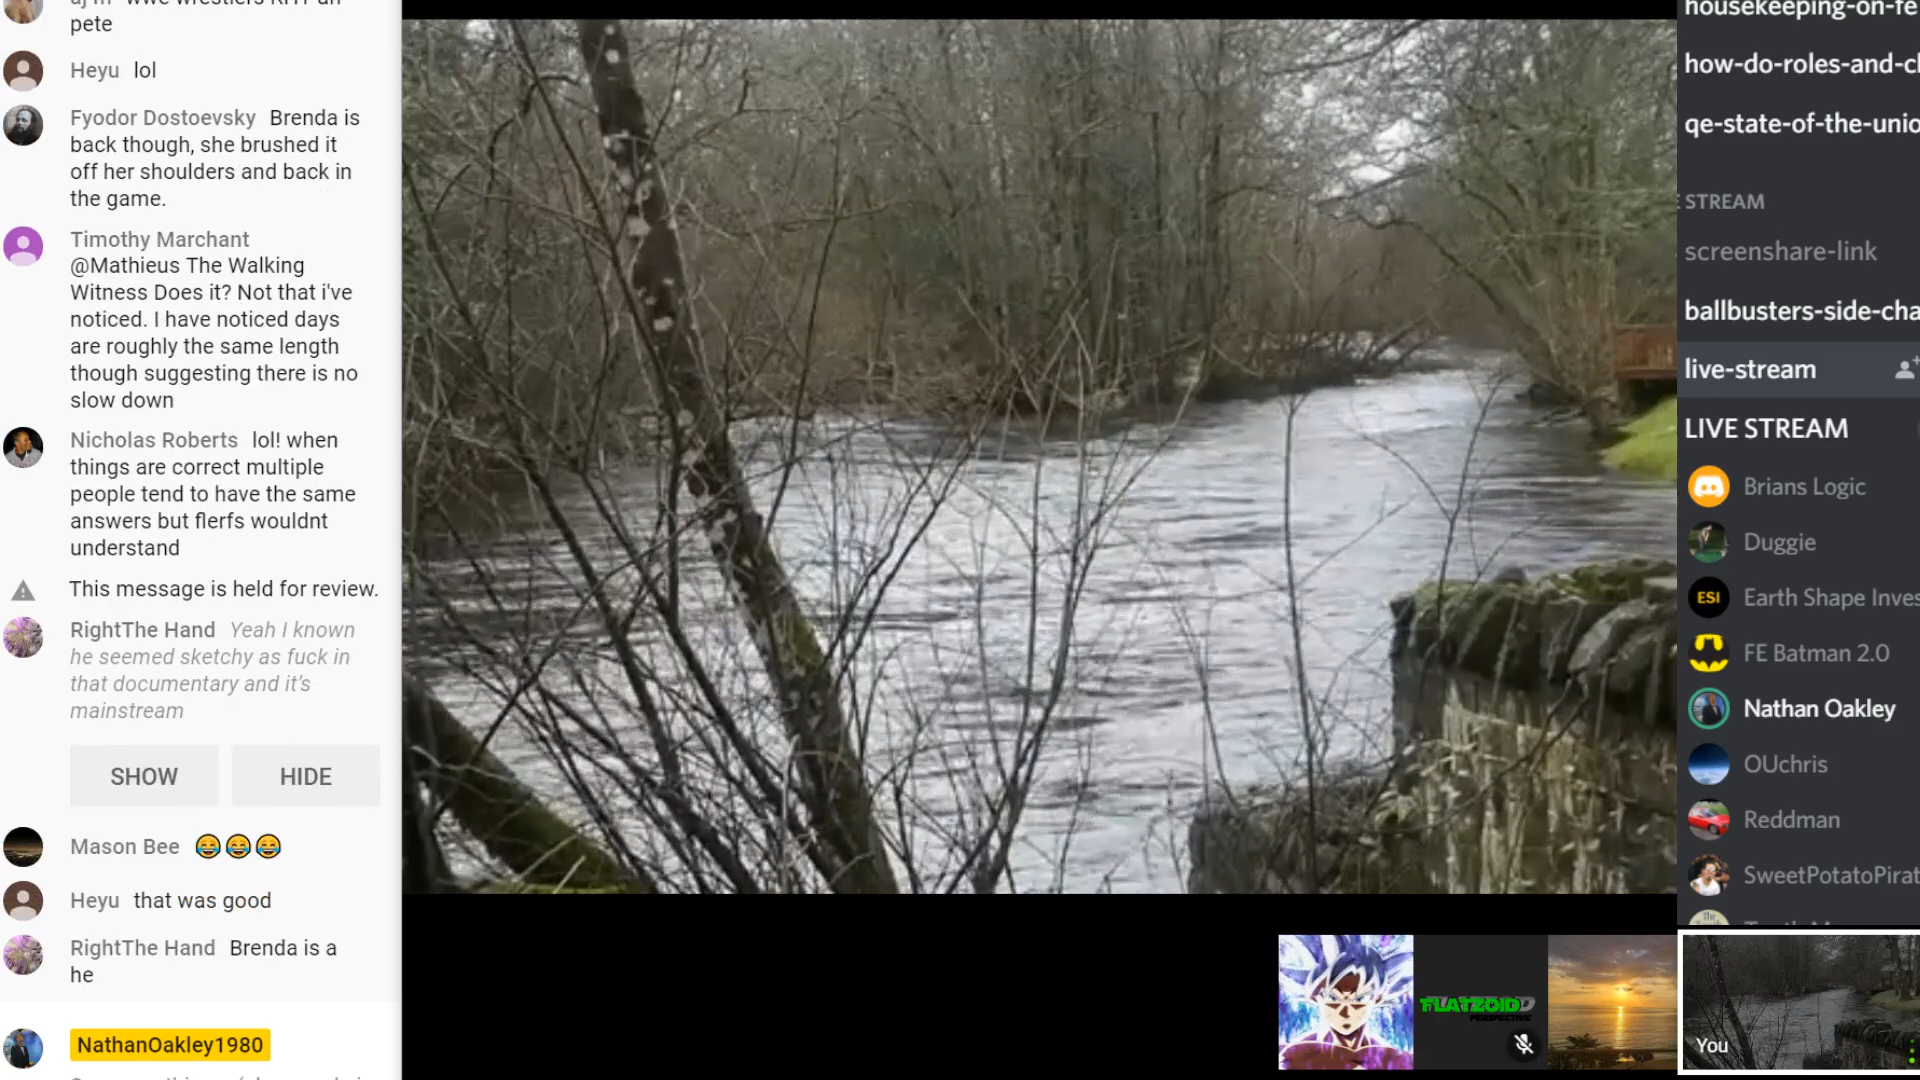 pete
Heyu lol
Fyodor Dostoevsky Brenda is
back though, she brushed it
off her shoulders and back in
the game.
Timothy Marchant
@Mathieus The Walking
Witness Does it? Not that i've
noticed. I have noticed days
are roughly the same length
though suggesting there is no
slow down
Nicholas Roberts lol! when
things are correct multiple
people tend to have the same
answers but flerfs wouldnt
understand
This message is held for review.
RightThe Hand Yeah I known
he seemed sketchy as fuck in
that documentary and it's
mainstream
SHOW HIDE
Mason Bee 😂😂😂
Heyu that was good
RightThe Hand Brenda is a
he
NathanOakley1980
FLATZOID
PERSPECTIVE
You
housekeeping-on-fe
how-do-roles-and-cl
qe-state-of-the-unio
STREAM
screenshare-link
ballbusters-side-cha
live-stream
LIVE STREAM
Brians Logic
Duggie
ESI Earth Shape Inves
FE Batman 2.0
Nathan Oakley
OUchris
Reddman
SweetPotatoPirat
The